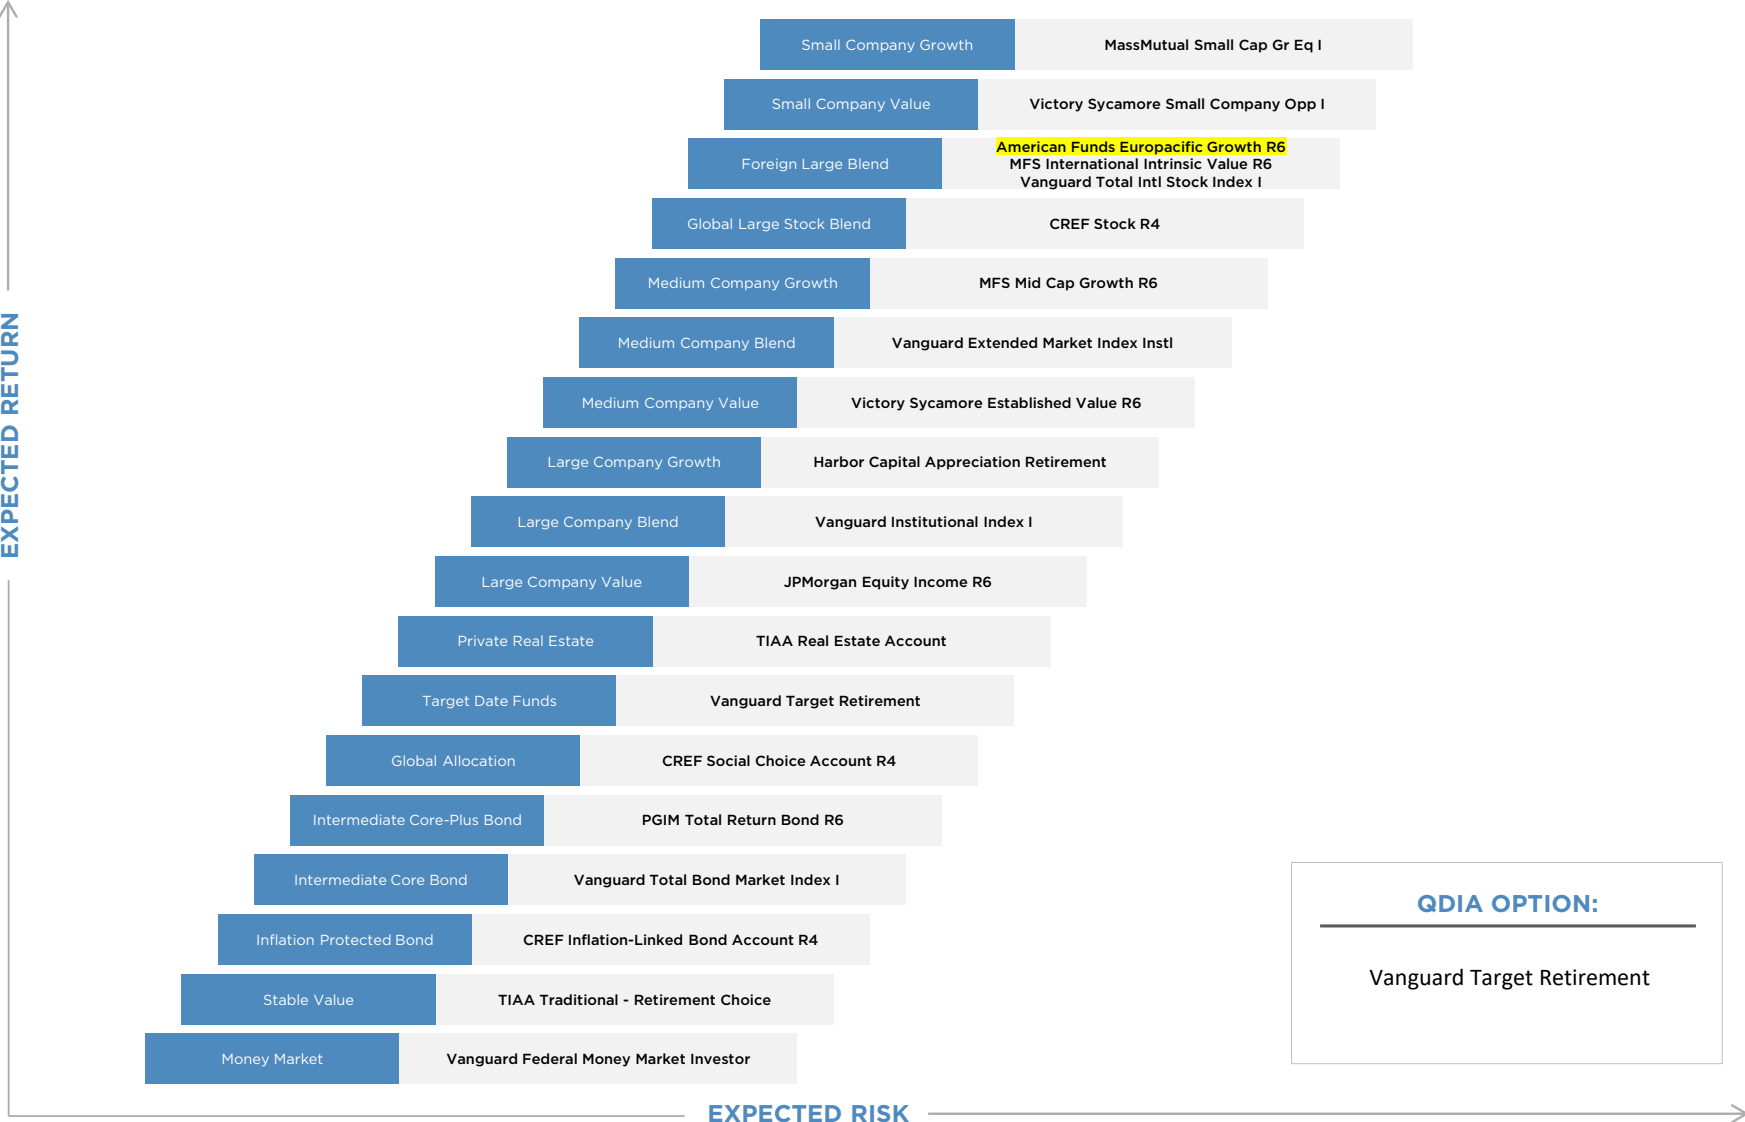 Small Company Growth
MassMutual Small Cap Gr Eq I
Small Company Value
Victory Sycamore Small Company Opp I
Foreign Large Blend
American Funds Europacific Growth R6
MFS International Intrinsic Value R6
Vanguard Total Intl Stock Index I
Global Large Stock Blend
CREF Stock R4
Medium Company Growth
MFS Mid Cap Growth R6
Medium Company Blend
Vanguard Extended Market Index Instl
Medium Company Value
Victory Sycamore Established Value R6
Large Company Growth
Harbor Capital Appreciation Retirement
Large Company Blend
Vanguard Institutional Index I
Large Company Value
JPMorgan Equity Income R6
Private Real Estate
TIAA Real Estate Account
Target Date Funds
Vanguard Target Retirement
Global Allocation
CREF Social Choice Account R4
Intermediate Core-Plus Bond
PGIM Total Return Bond R6
Intermediate Core Bond
Vanguard Total Bond Market Index I
Inflation Protected Bond
CREF Inflation-Linked Bond Account R4
Stable Value
TIAA Traditional - Retirement Choice
Money Market
Vanguard Federal Money Market Investor
EXPECTED RETURN
EXPECTED RISK
QDIA OPTION:
Vanguard Target Retirement